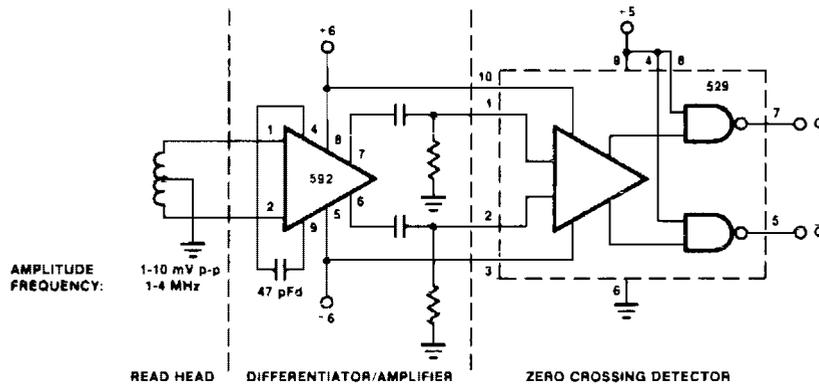 +5
+6
9 4 8
529
10
1
7
1 4 8
7
592
2 9 5 6
2
5
3
6
47 pFd
-6
AMPLITUDE 1-10 mV p-p
FREQUENCY: 1-4 MHz
READ HEAD DIFFERENTIATOR/AMPLIFIER ZERO CROSSING DETECTOR